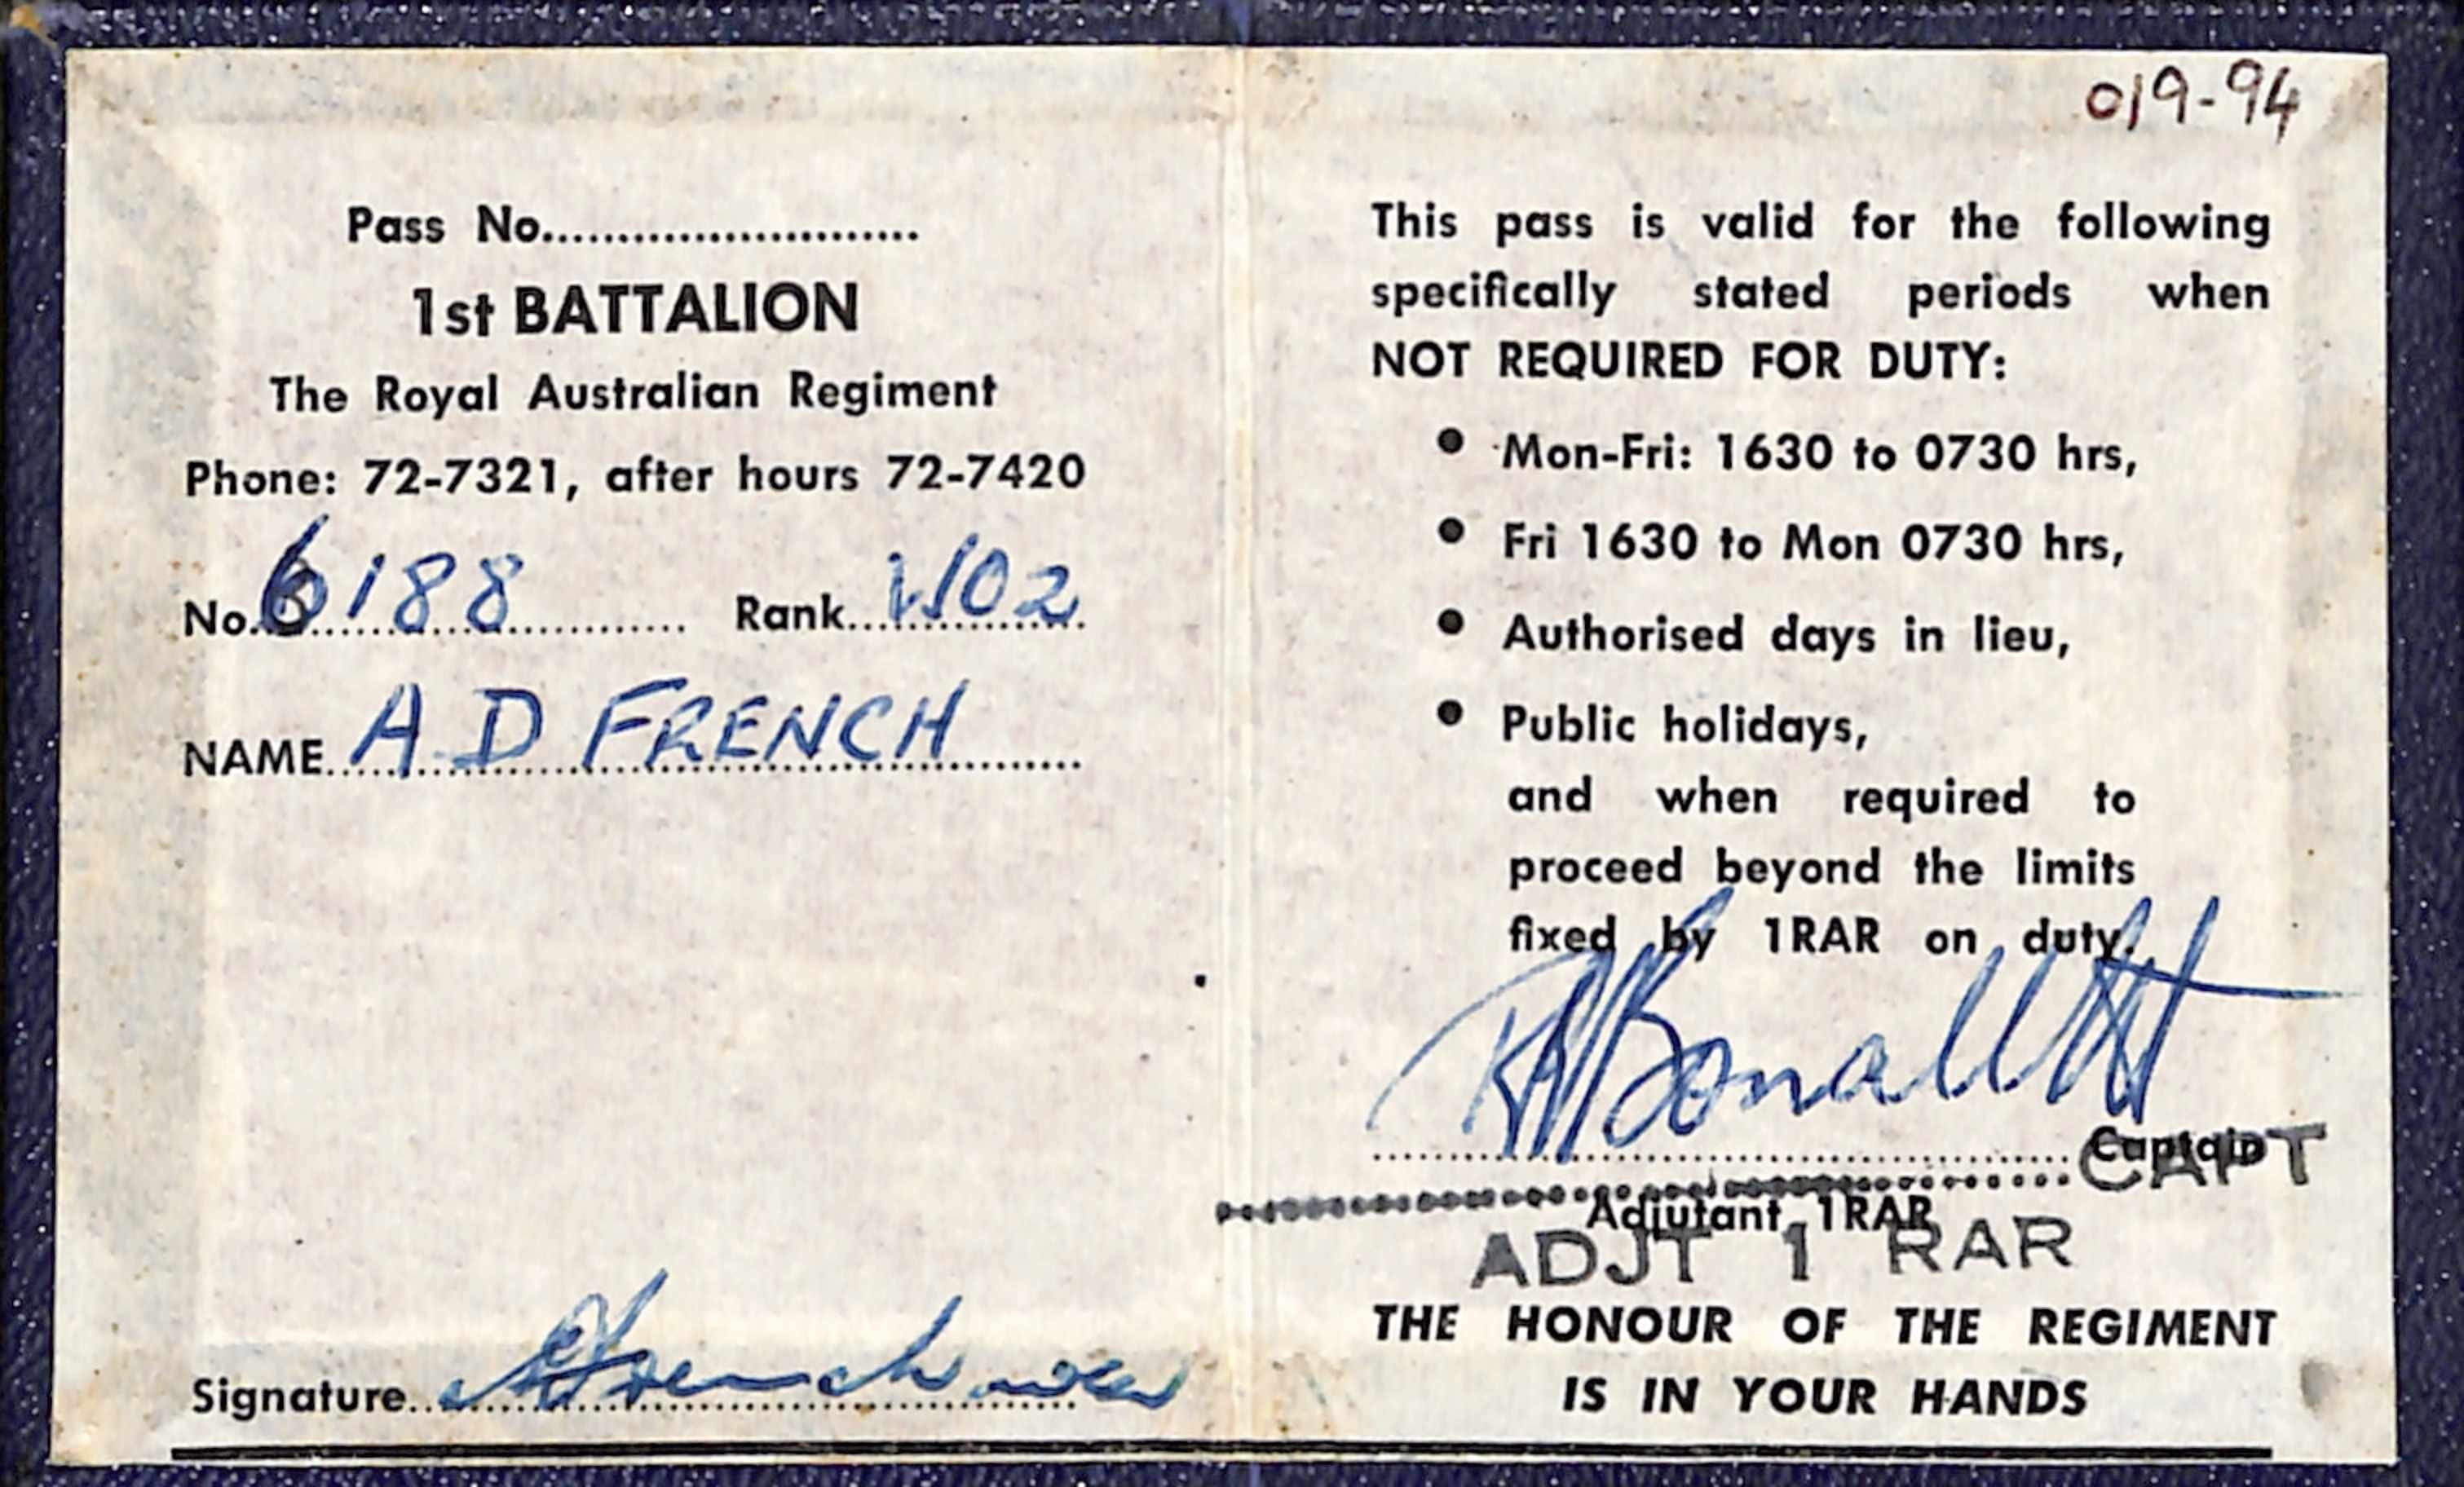 Pass No..........................
1st BATTALION
The Royal Australian Regiment
Phone: 72-7321, after hours 72-7420
No. 6188 Rank WO2
NAME A D FRENCH
Signature A French
019-94
This pass is valid for the following
specifically stated periods when
NOT REQUIRED FOR DUTY:
• Mon-Fri: 1630 to 0730 hrs,
• Fri 1630 to Mon 0730 hrs,
• Authorised days in lieu,
• Public holidays,
and when required to
proceed beyond the limits
fixed by 1RAR on duty.
Captain
CAPT
Adjutant, 1RAR
ADJT 1 RAR
THE HONOUR OF THE REGIMENT
IS IN YOUR HANDS